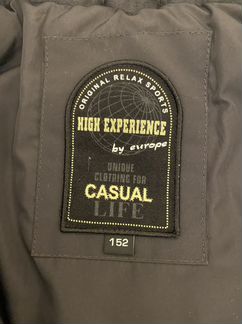 ORIGINAL RELAX SPORTS
HIGH EXPERIENCE
by europe
UNIQUE
CLOTHING FOR
CASUAL
LIFE
152